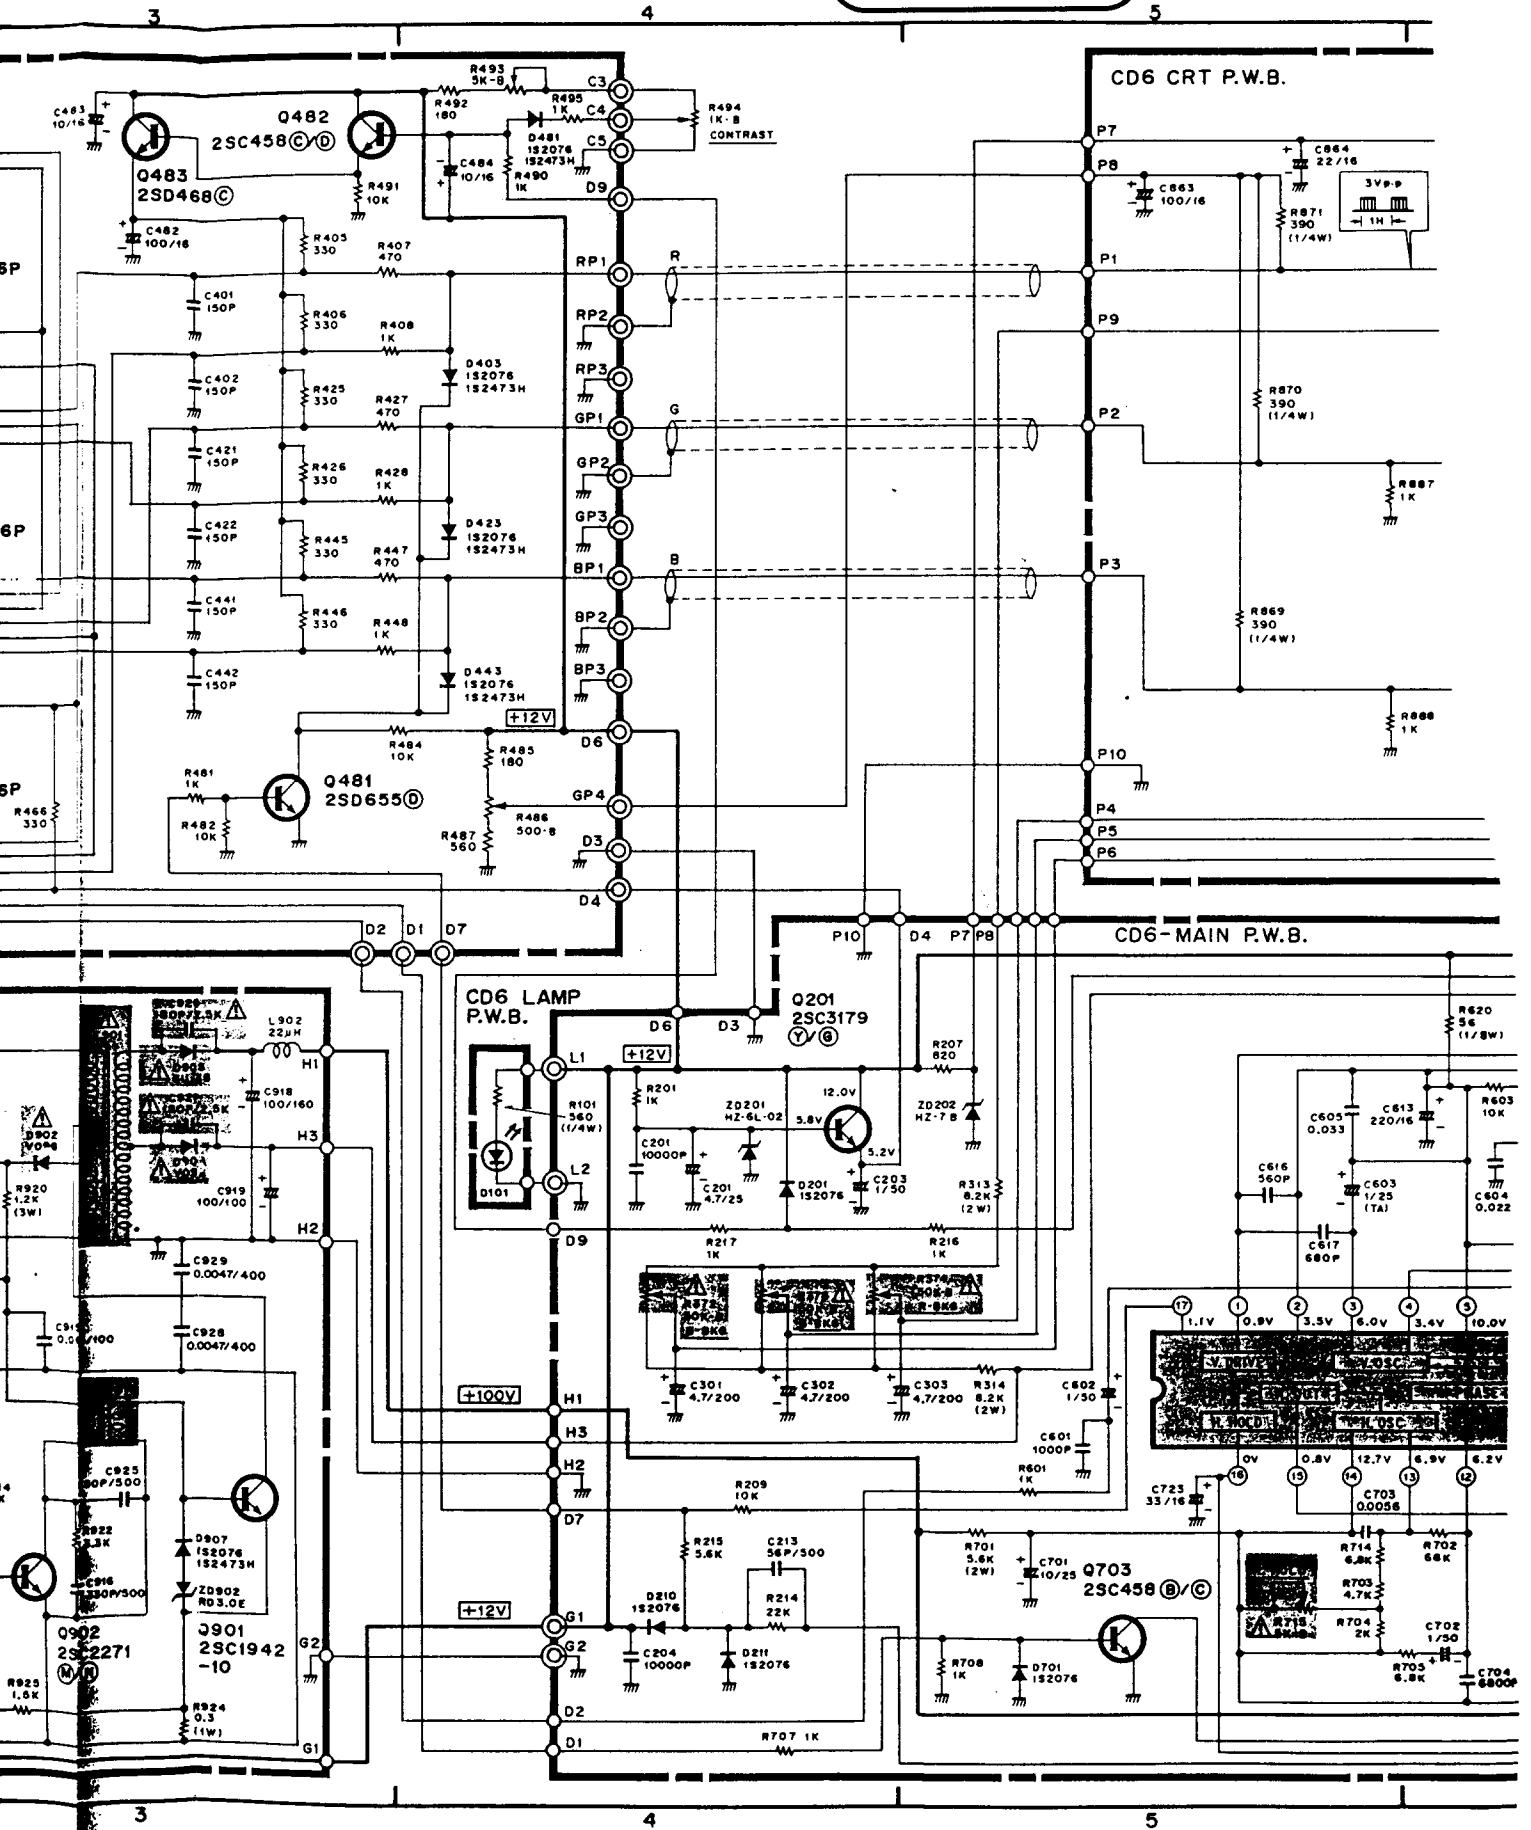 3
4
5
CD6 CRT P.W.B.
C483
10/16
Q482
2SC458Ⓒ/Ⓓ
R493
5K-B
R492
180
R495
1K
C3
C4
C5
R494
1K-B
CONTRAST
D481
1S2076
1S2473H
C484
10/16
R490
1K
Q483
2SD468Ⓒ
R491
10K
D9
C482
100/16
P7
P8
C864
22/16
C863
100/16
3Vp-p
1H
R871
390
(1/4W)
R405
330
R407
470
RP1
R
P1
C401
150P
R406
330
R408
1K
RP2
P9
D403
1S2076
1S2473H
RP3
C402
150P
R425
330
R427
470
GP1
G
P2
R870
390
(1/4W)
C421
150P
R426
330
R428
1K
GP2
R887
1K
GP3
C422
150P
D423
1S2076
1S2473H
R445
330
R447
470
BP1
B
P3
C441
150P
R446
330
R448
1K
BP2
R869
390
(1/4W)
C442
150P
D443
1S2076
1S2473H
BP3
R888
1K
+12V
D6
R484
10K
R485
180
P10
R481
1K
Q481
2SD655Ⓓ
GP4
R486
500-B
R466
330
R482
10K
R487
560
D3
P4
P5
P6
D4
6P
D2
D1
D7
P10
D4
P7
P8
CD6-MAIN P.W.B.
CD6 LAMP
P.W.B.
D6
D3
Q201
2SC3179
Ⓨ/Ⓖ
L902
22μH
H1
L1
+12V
R207
820
R620
56
(1/8W)
C918
100/160
R101
560
(1/4W)
R201
1K
ZD201
HZ-6L-02
12.0V
5.8V
5.2V
ZD202
HZ-7B
C605
0.033
C613
220/16
R603
10K
H3
D902
R920
1.2K
(3W)
C919
100/100
D101
L2
C201
10000P
C201
4.7/25
D201
1S2076
C203
1/50
R313
8.2K
(2W)
C616
560P
C603
1/25
(TA)
C604
0.022
H2
D9
R217
1K
R216
1K
C617
680P
C929
0.0047/400
C928
0.0047/400
17
1
2
3
4
5
1.1V
0.9V
3.5V
6.0V
3.4V
10.0V
V.DRIVE
V.OSC
H.HOLD
H.OSC
+100V
H1
C301
4.7/200
C302
4.7/200
C303
4.7/200
R314
8.2K
(2W)
C602
1/50
H3
C601
1000P
H2
R601
1K
0V
0.8V
12.7V
6.9V
6.2V
16
15
14
13
12
C925
R209
10K
D7
C723
33/16
C703
0.0056
R922
3.3K
D907
1S2076
1S2473H
R215
5.6K
C213
56P/500
R701
5.6K
(2W)
C701
10/25
Q703
2SC458Ⓑ/Ⓒ
R714
6.8K
R702
66K
R703
4.7K
C916
330P/500
ZD902
RD3.0E
+12V
G1
D210
1S2076
R214
22K
R715
R704
2K
C702
1/50
Q902
2SC2271
Q901
2SC1942
-10
G2
G2
C204
10000P
D211
1S2076
R708
1K
D701
1S2076
R705
6.8K
C704
6800P
R925
1.5K
R924
0.3
(1W)
D2
G1
D1
R707 1K
3
4
5